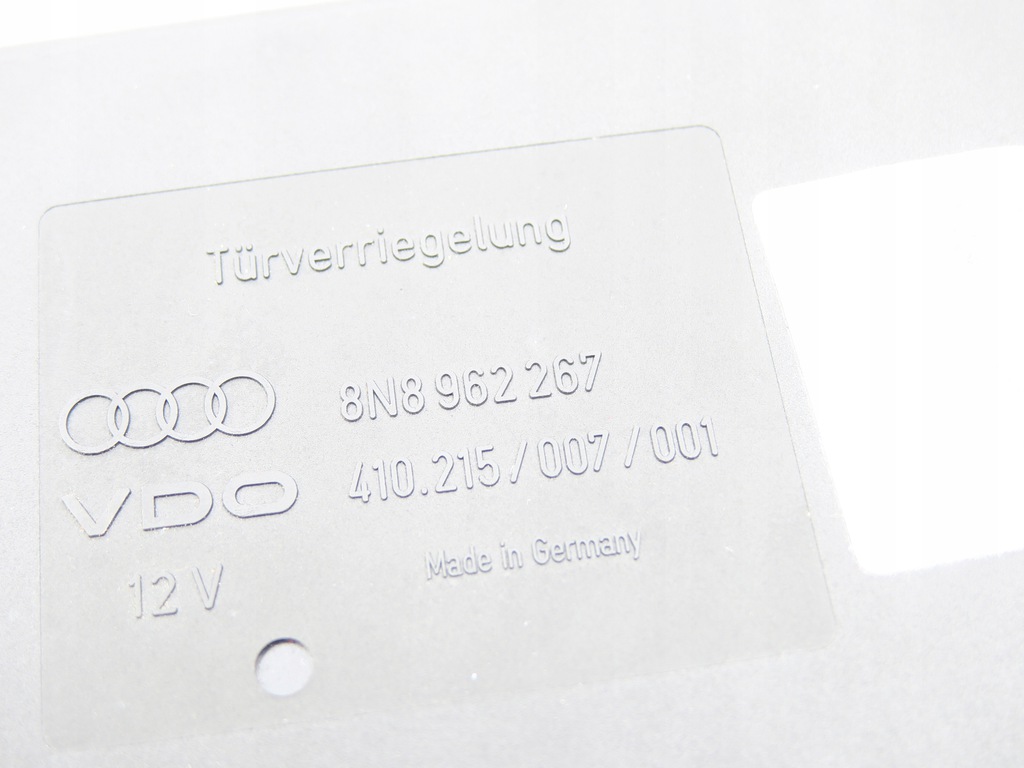 Türverriegelung
8N8 962 267
VDO 410.215/007/001
12 V
Made in Germany